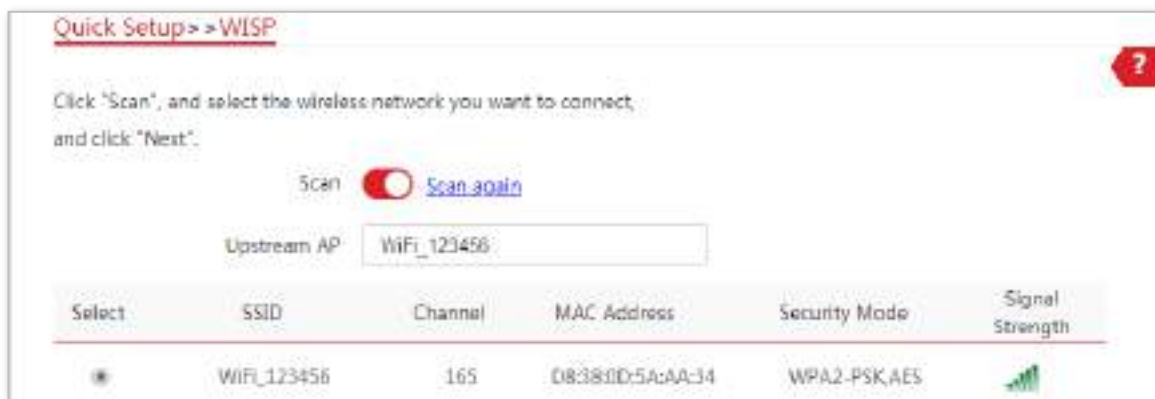 Quick Setup>>WISP
?
Click "Scan", and select the wireless network you want to connect,
and click "Next".
Scan Scan again
Upstream AP WiFi_123456
Select SSID Channel MAC Address Security Mode Signal Strength
WiFi_123456 165 D8:38:0D:5A:AA:34 WPA2-PSK,AES